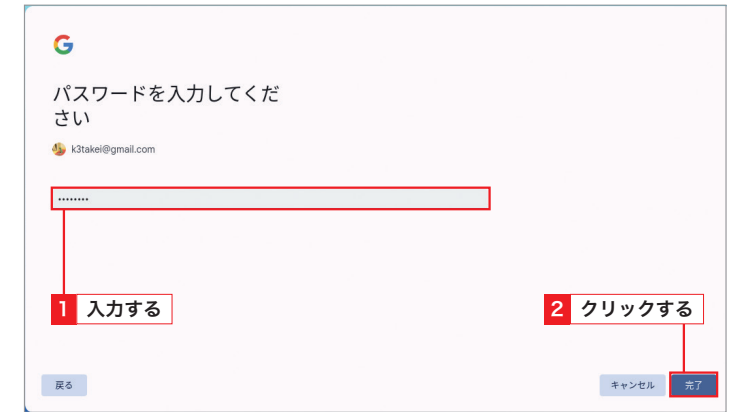 パスワードを入力してくだ
さい
k3takei@gmail.com
••••••••
1 入力する
2 クリックする
戻る
キャンセル
完了